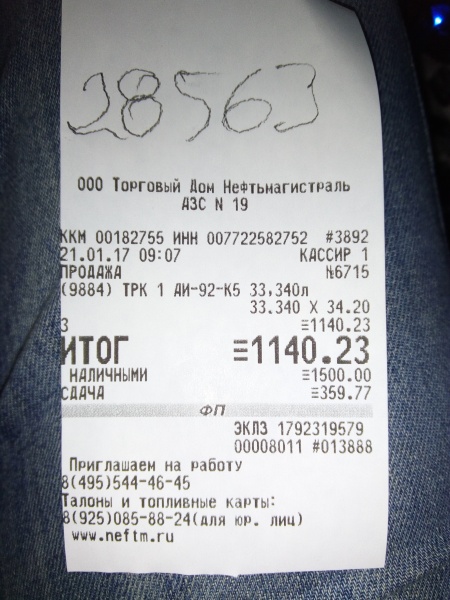 28563
ООО Торговый Дом Нефтьмагистраль
АЗС N 19
ККМ 00182755 ИНН 007722582752 #3892
21.01.17 09:07 КАССИР 1
ПРОДАЖА №6715
(9884) ТРК 1 АИ-92-К5 33,340л
33.340 X 34.20
3 ≡1140.23
ИТОГ ≡1140.23
НАЛИЧНЫМИ ≡1500.00
СДАЧА ≡359.77
ФП
ЭКЛЗ 1792319579
00008011 #013888
Приглашаем на работу
8(495)544-46-45
Талоны и топливные карты:
8(925)085-88-24(для юр. лиц)
www.neftm.ru